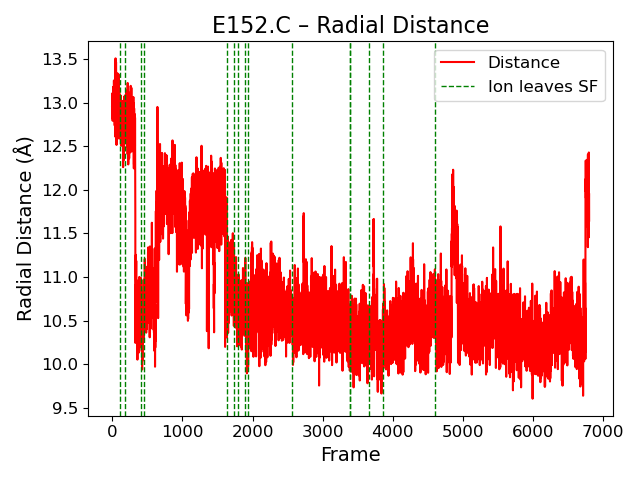 E152.C – Radial Distance
Radial Distance (Å)
13.5
13.0
12.5
12.0
11.5
11.0
10.5
10.0
9.5
Distance
Ion leaves SF
0 1000 2000 3000 4000 5000 6000 7000
Frame